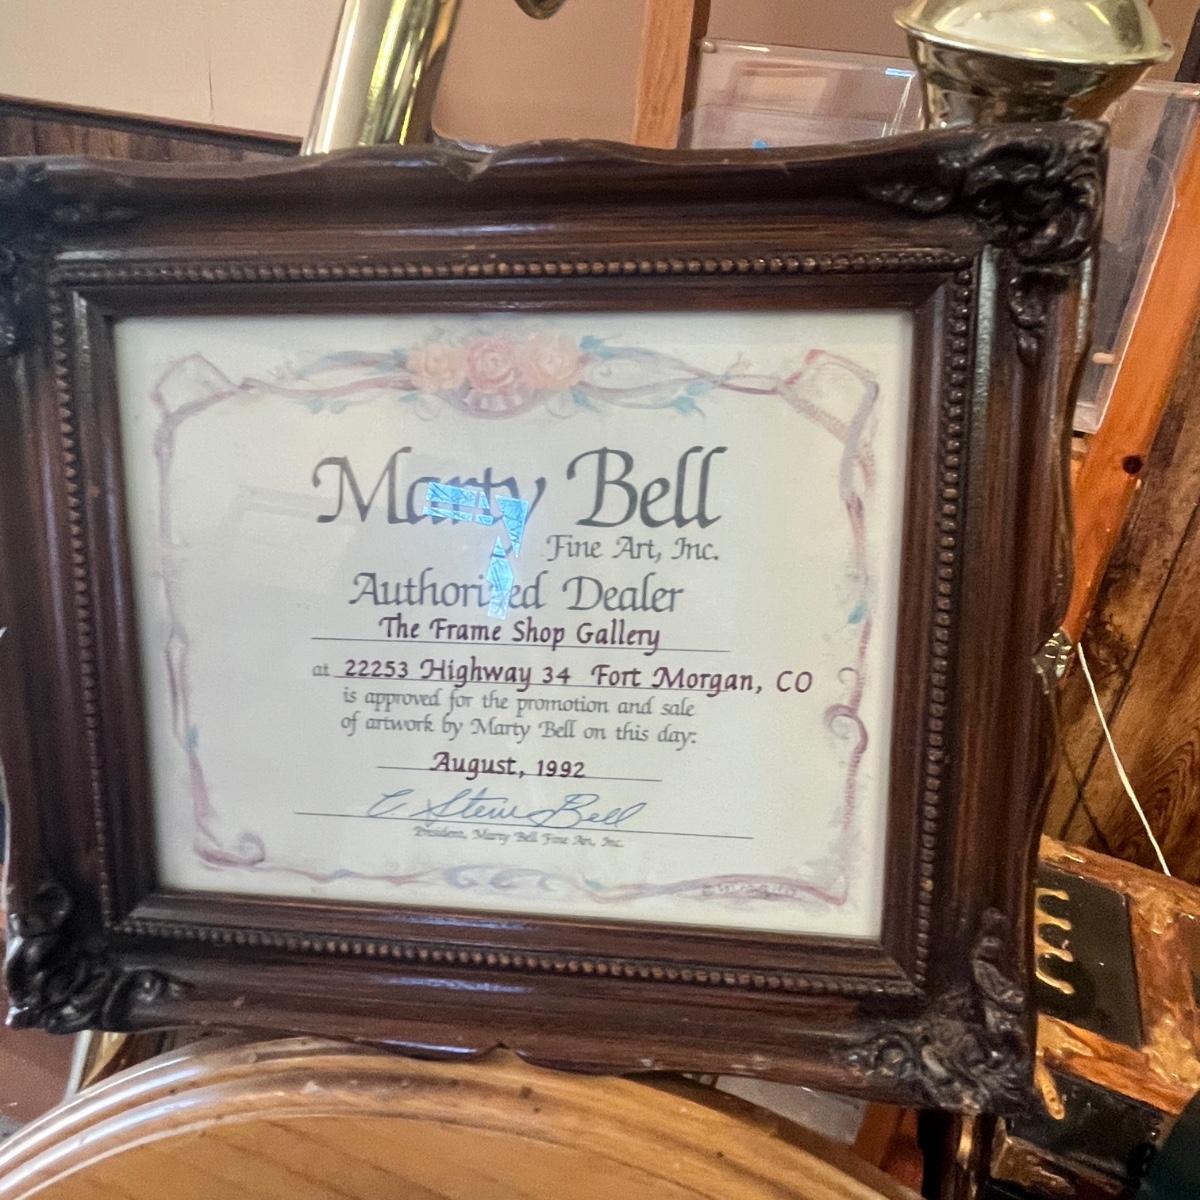 Marty Bell
Fine Art, Inc.
Authorized Dealer
The Frame Shop Gallery
at 22253 Highway 34 Fort Morgan, CO
is approved for the promotion and sale
of artwork by Marty Bell on this day:
August, 1992
C. Steve Bell
President, Marty Bell Fine Art, Inc.